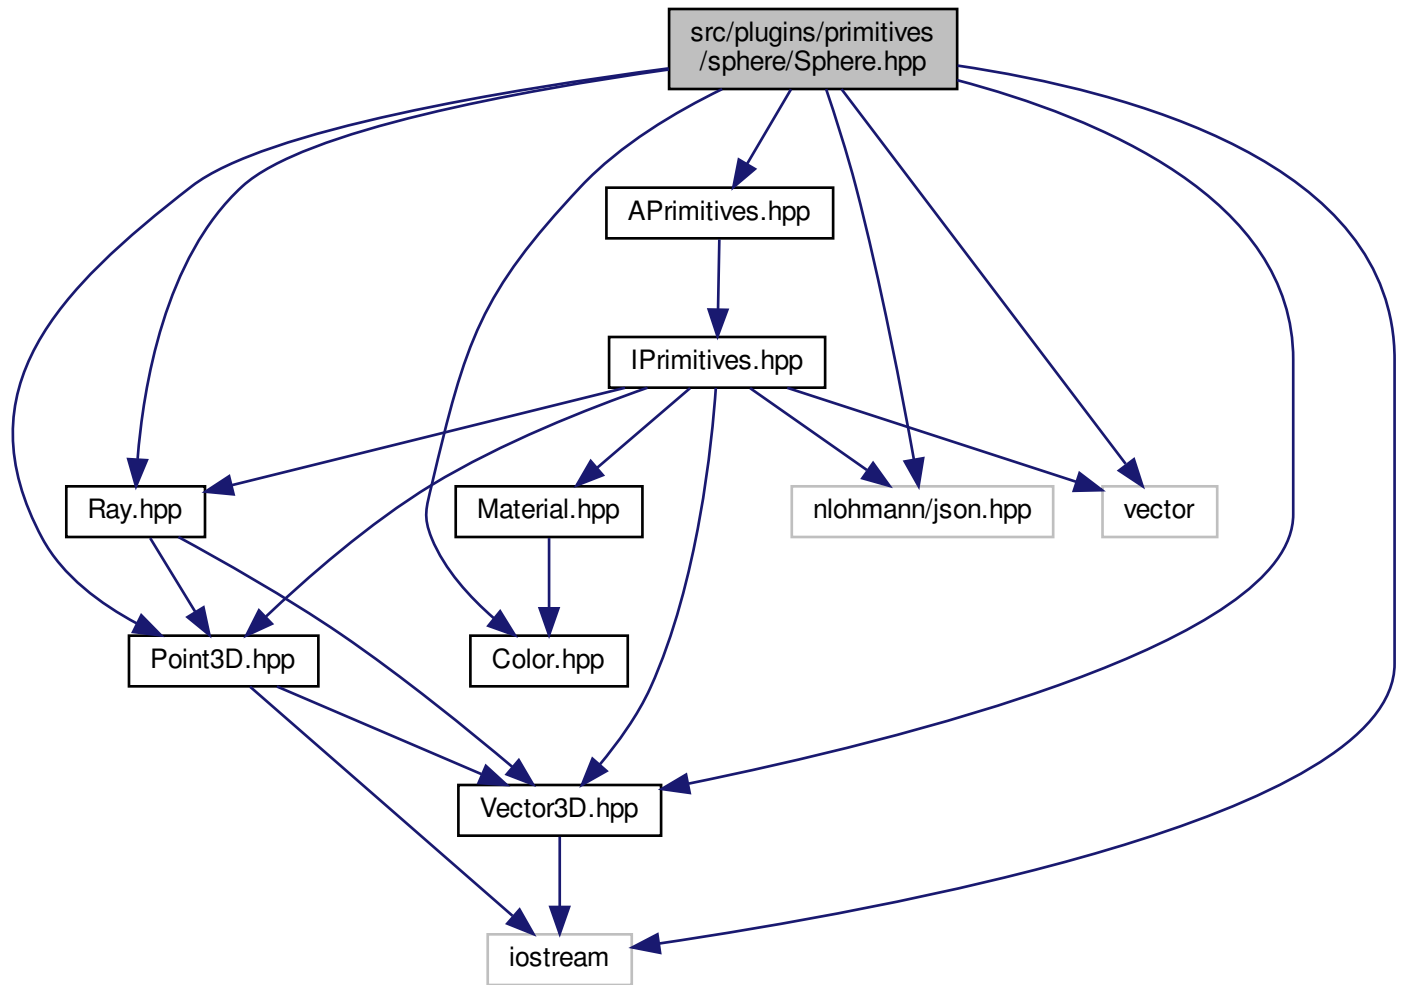 src/plugins/primitives
/sphere/Sphere.hpp
APrimitives.hpp
IPrimitives.hpp
Ray.hpp
Material.hpp
nlohmann/json.hpp
vector
Point3D.hpp
Color.hpp
Vector3D.hpp
iostream